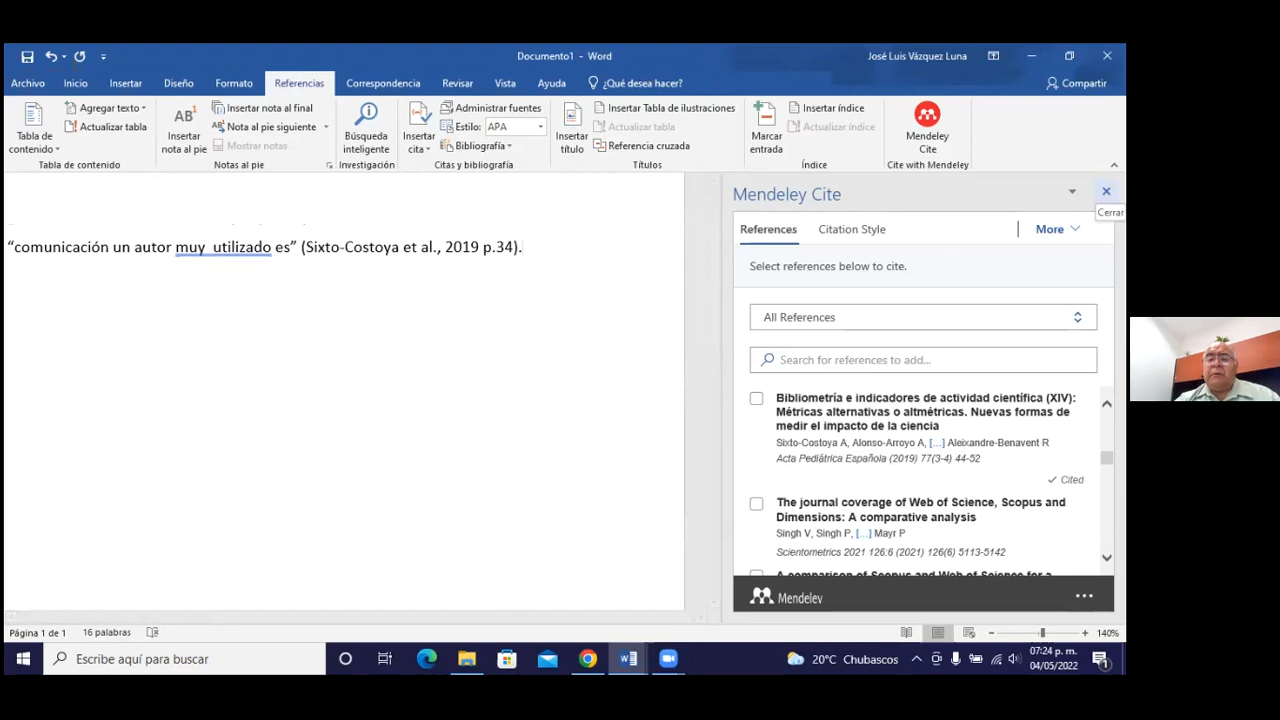 Documento1 - Word
José Luis Vázquez Luna
Archivo Inicio Insertar Diseño Formato Referencias Correspondencia Revisar Vista Ayuda ¿Qué desea hacer? Compartir
Tabla de contenido
Agregar texto
Actualizar tabla
Tabla de contenido
AB¹
Insertar nota al pie
Insertar nota al final
Nota al pie siguiente
Mostrar notas
Notas al pie
Búsqueda inteligente
Investigación
Insertar cita
Administrar fuentes
Estilo: APA
Bibliografía
Citas y bibliografía
Insertar título
Insertar Tabla de ilustraciones
Actualizar tabla
Referencia cruzada
Títulos
Marcar entrada
Insertar índice
Actualizar índice
Índice
Mendeley Cite
Cite with Mendeley
“comunicación un autor muy utilizado es” (Sixto-Costoya et al., 2019 p.34).
Mendeley Cite
Cerrar
References Citation Style More
Select references below to cite.
All References
Search for references to add...
Bibliometría e indicadores de actividad científica (XIV):
Métricas alternativas o altmétricas. Nuevas formas de
medir el impacto de la ciencia
Sixto-Costoya A, Alonso-Arroyo A, [...] Aleixandre-Benavent R
Acta Pediátrica Española (2019) 77(3-4) 44-52
Cited
The journal coverage of Web of Science, Scopus and
Dimensions: A comparative analysis
Singh V, Singh P, [...] Mayr P
Scientometrics 2021 126:6 (2021) 126(6) 5113-5142
A comparison of Scopus and Web of Science for a
Mendeley
Página 1 de 1 16 palabras 140%
Escribe aquí para buscar
20°C Chubascos
07:24 p. m.
04/05/2022
1